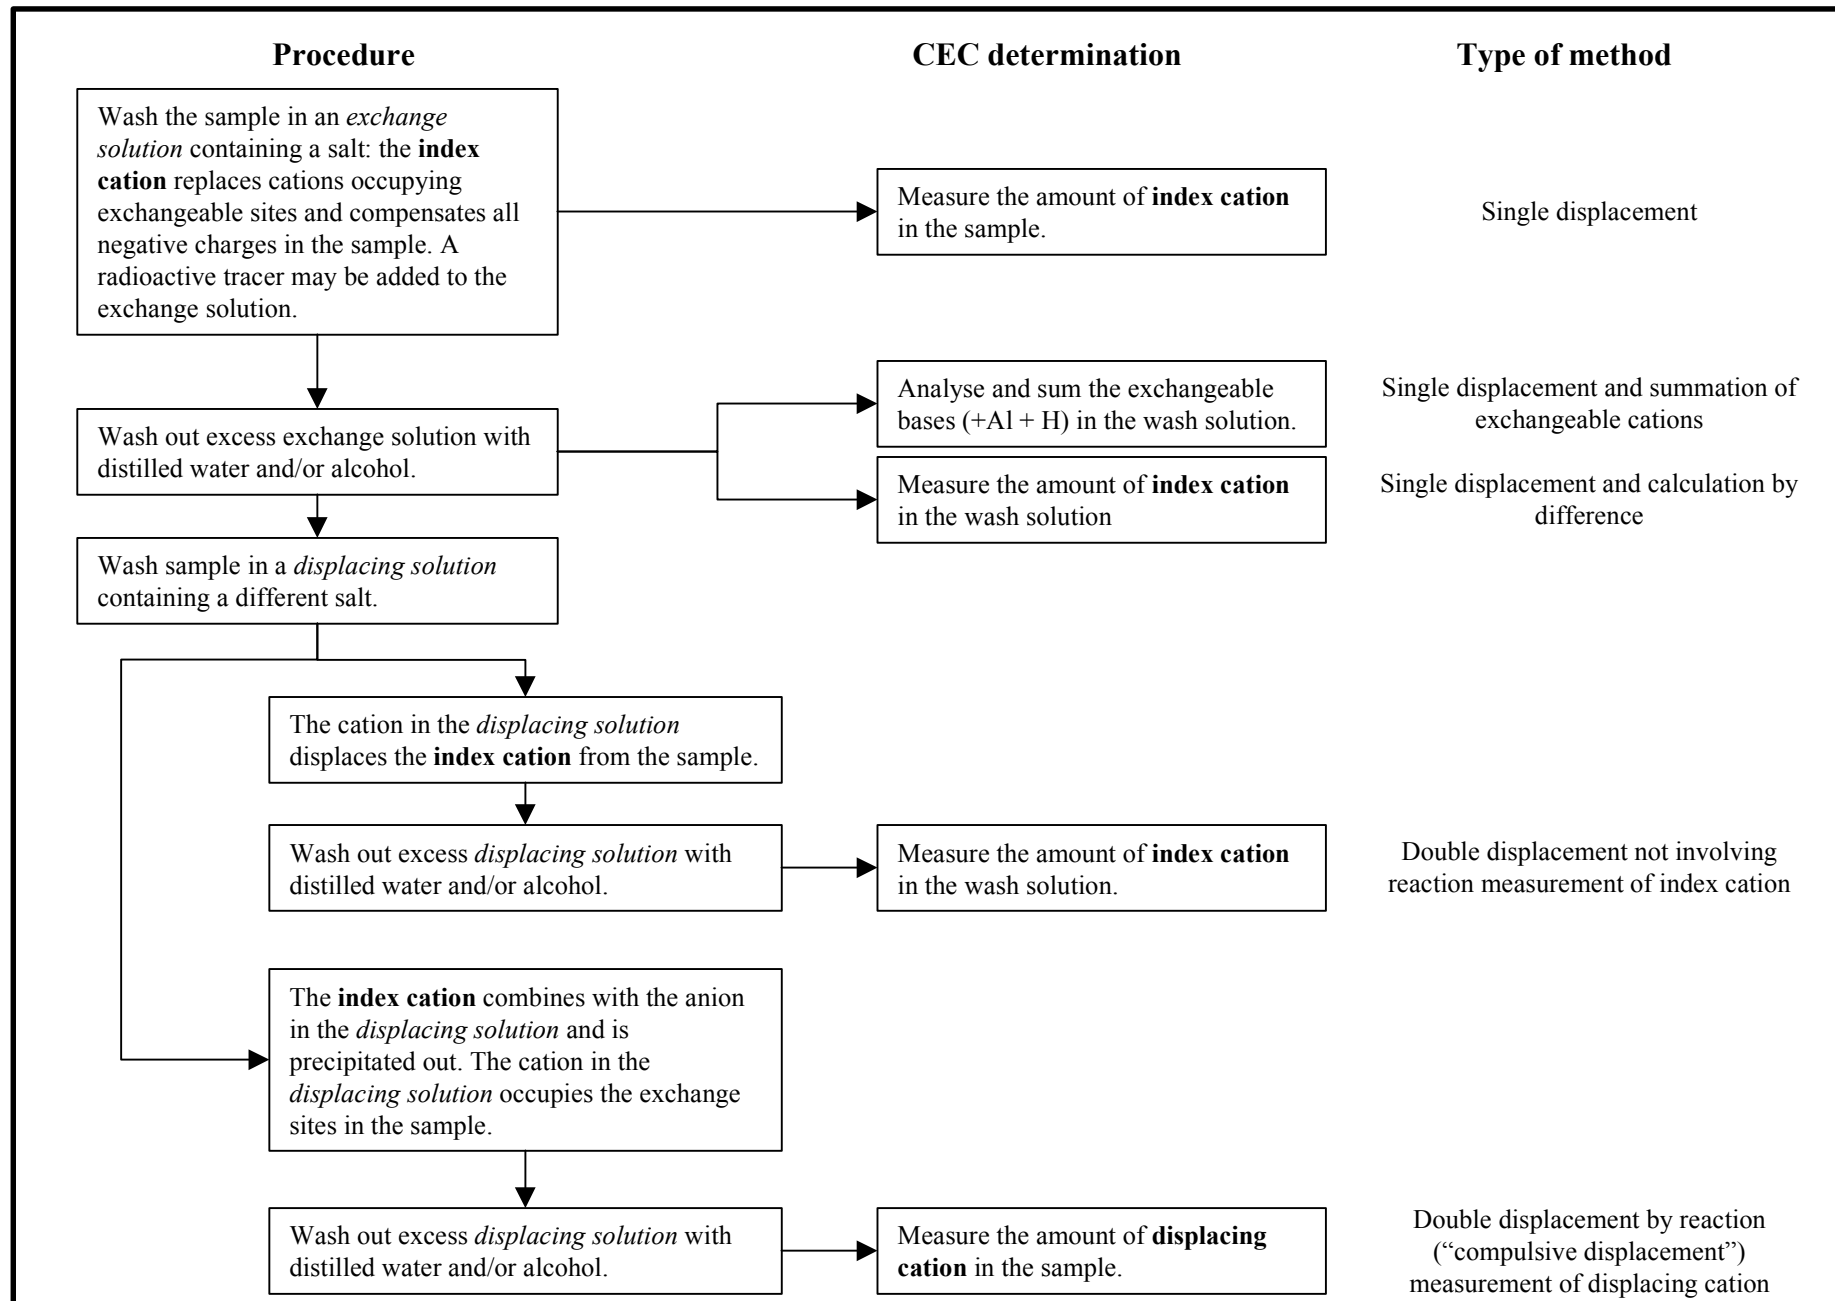 Procedure
CEC determination
Type of method
Wash the sample in an exchange
solution containing a salt: the index
cation replaces cations occupying
exchangeable sites and compensates all
negative charges in the sample. A
radioactive tracer may be added to the
exchange solution.
Measure the amount of index cation
in the sample.
Single displacement
Wash out excess exchange solution with
distilled water and/or alcohol.
Analyse and sum the exchangeable
bases (+Al + H) in the wash solution.
Single displacement and summation of
exchangeable cations
Measure the amount of index cation
in the wash solution
Single displacement and calculation by
difference
Wash sample in a displacing solution
containing a different salt.
The cation in the displacing solution
displaces the index cation from the sample.
Wash out excess displacing solution with
distilled water and/or alcohol.
Measure the amount of index cation
in the wash solution.
Double displacement not involving
reaction measurement of index cation
The index cation combines with the anion
in the displacing solution and is
precipitated out. The cation in the
displacing solution occupies the exchange
sites in the sample.
Wash out excess displacing solution with
distilled water and/or alcohol.
Measure the amount of displacing
cation in the sample.
Double displacement by reaction
(“compulsive displacement”)
measurement of displacing cation